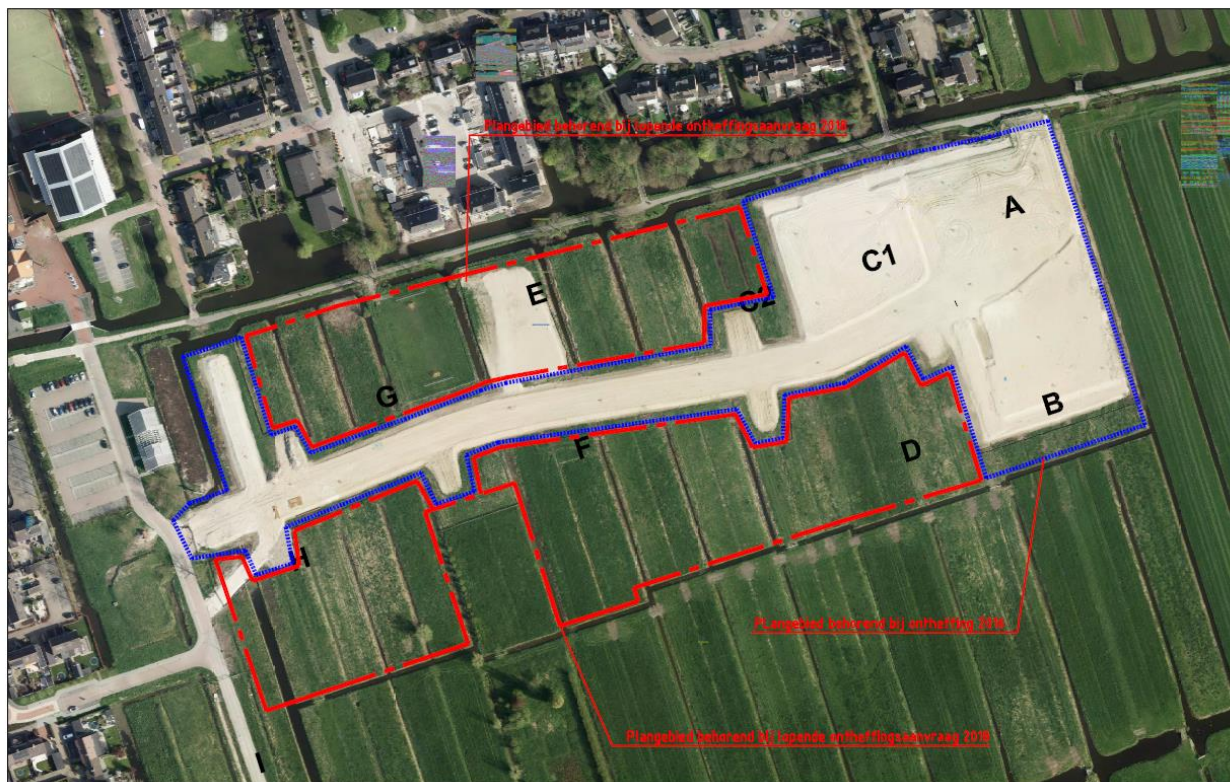 Plangebied behorend bij lopende ontheffingsaanvraag 2018
A
C1
E
C2
G
B
F
D
H
Plangebied behorend bij ontheffing 2016
Plangebied behorend bij lopende ontheffingsaanvraag 2018
I